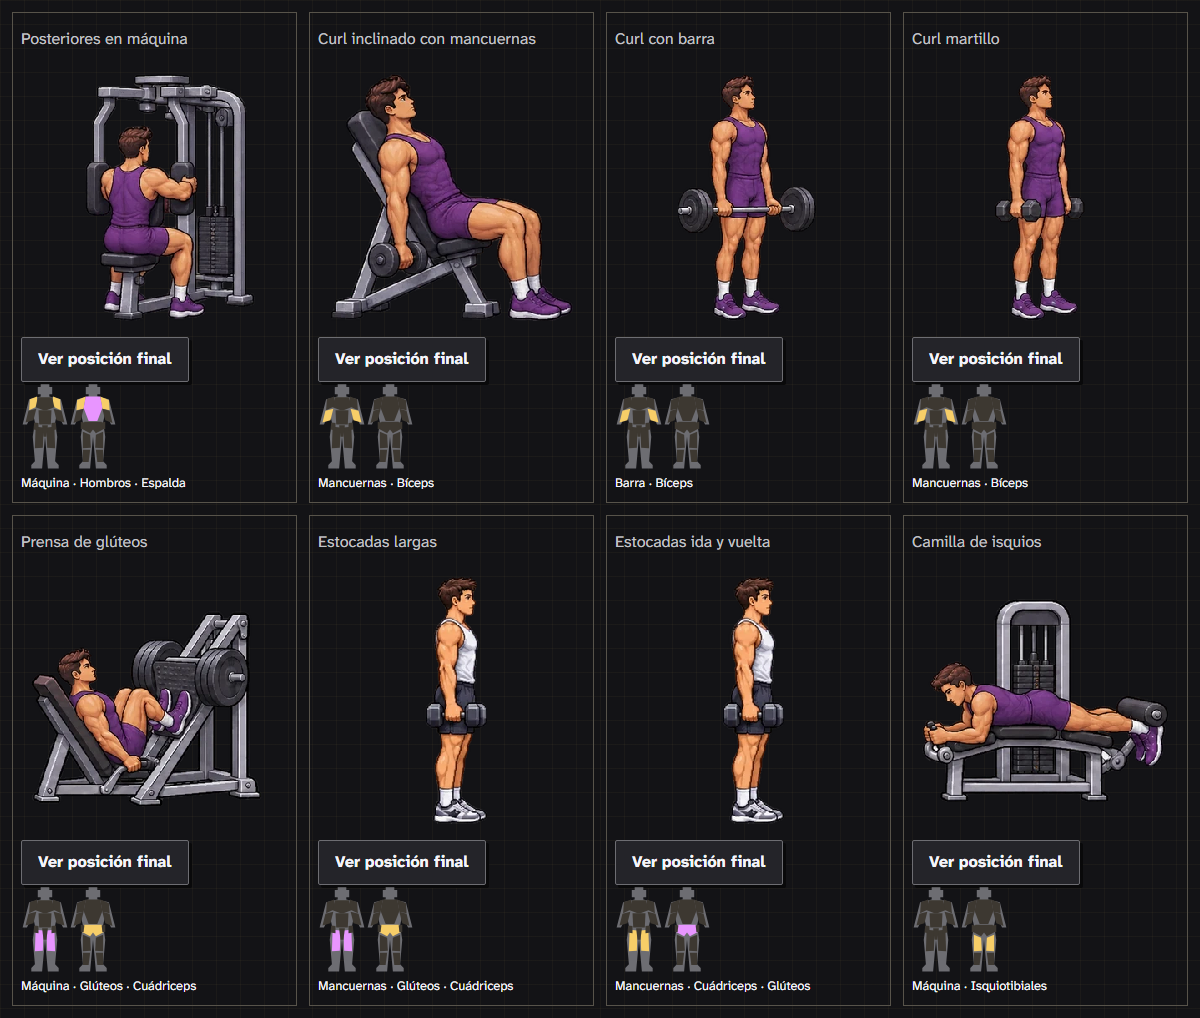 Posteriores en máquina
Curl inclinado con mancuernas
Curl con barra
Curl martillo
Ver posición final
Ver posición final
Ver posición final
Ver posición final
Máquina · Hombros · Espalda
Mancuernas · Bíceps
Barra · Bíceps
Mancuernas · Bíceps
Prensa de glúteos
Estocadas largas
Estocadas ida y vuelta
Camilla de isquios
Ver posición final
Ver posición final
Ver posición final
Ver posición final
Máquina · Glúteos · Cuádriceps
Mancuernas · Glúteos · Cuádriceps
Mancuernas · Cuádriceps · Glúteos
Máquina · Isquiotibiales